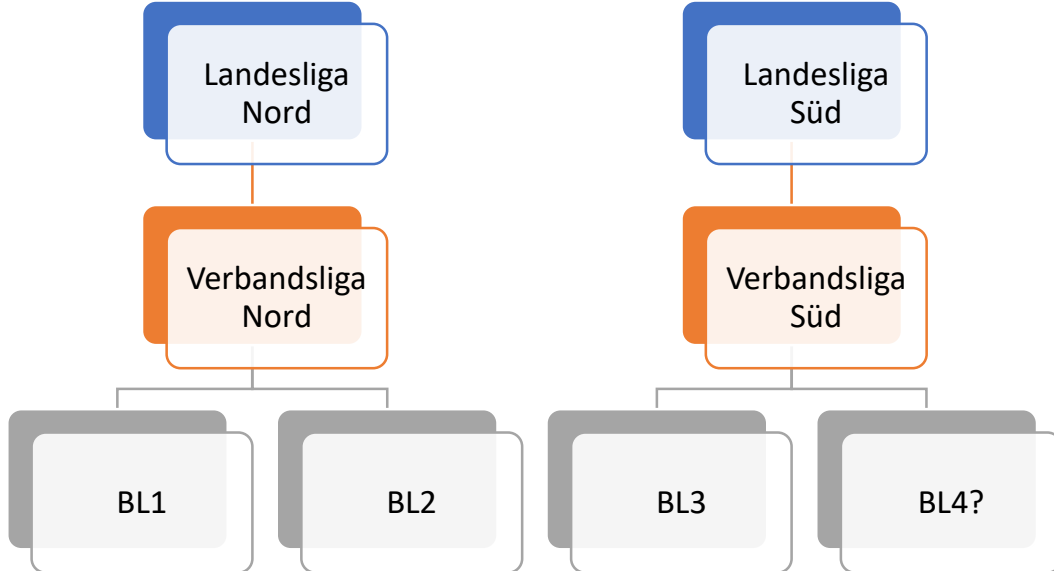 Landesliga
Nord
Landesliga
Süd
Verbandsliga
Nord
Verbandsliga
Süd
BL1
BL2
BL3
BL4?